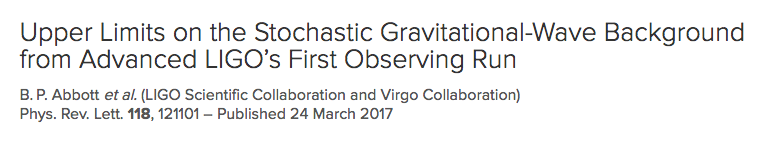 Upper Limits on the Stochastic Gravitational-Wave Background
from Advanced LIGO’s First Observing Run
B. P. Abbott et al. (LIGO Scientific Collaboration and Virgo Collaboration)
Phys. Rev. Lett. 118, 121101 – Published 24 March 2017